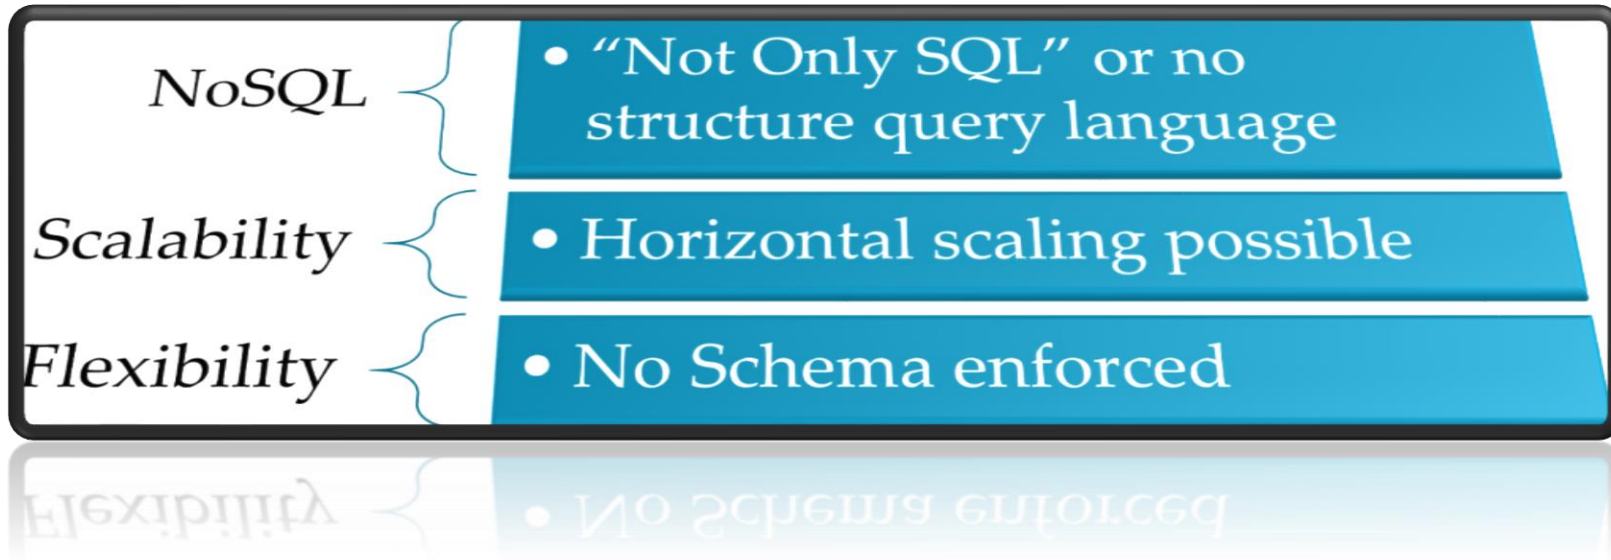 NoSQL
• “Not Only SQL” or no
structure query language
Scalability
• Horizontal scaling possible
Flexibility
• No Schema enforced